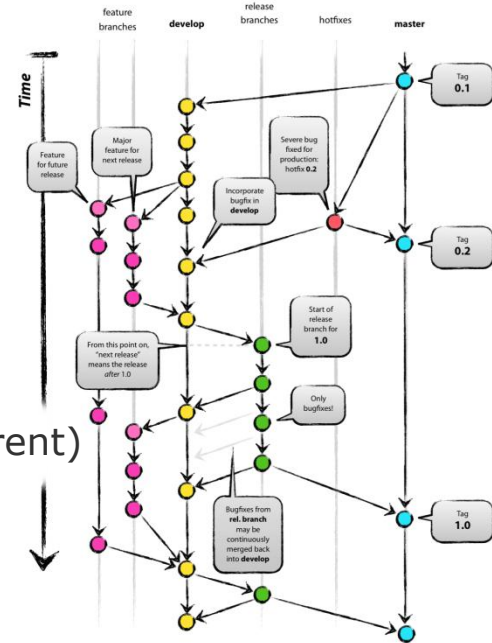 feature
branches
develop
release
branches
hotfixes
master
Time
Tag
0.1
Major
feature for
next release
Feature
for future
release
Severe bug
fixed for
production:
hotfix 0.2
Incorporate
bugfix in
develop
Tag
0.2
Start of
release
branch for
1.0
From this point on,
"next release"
means the release
after 1.0
Only
bugfixes!
rent)
Bugfixes from
rel. branch
may be
continuously
merged back
into develop
Tag
1.0